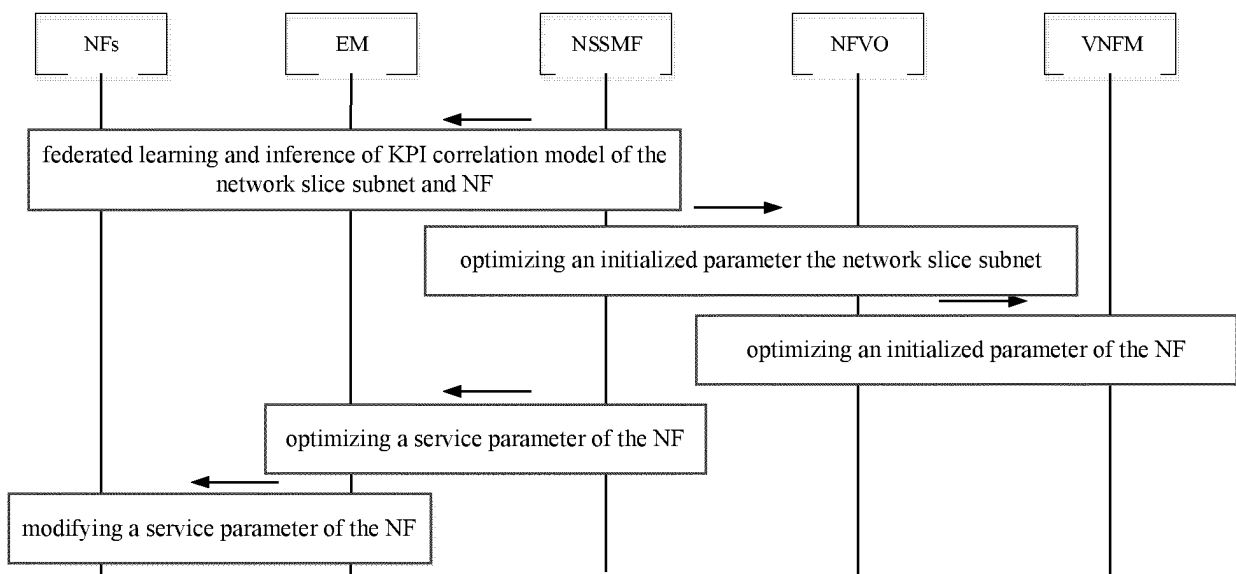 NFs EM NSSMF NFVO VNFM
federated learning and inference of KPI correlation model of the
network slice subnet and NF
optimizing an initialized parameter the network slice subnet
optimizing an initialized parameter of the NF
optimizing a service parameter of the NF
modifying a service parameter of the NF